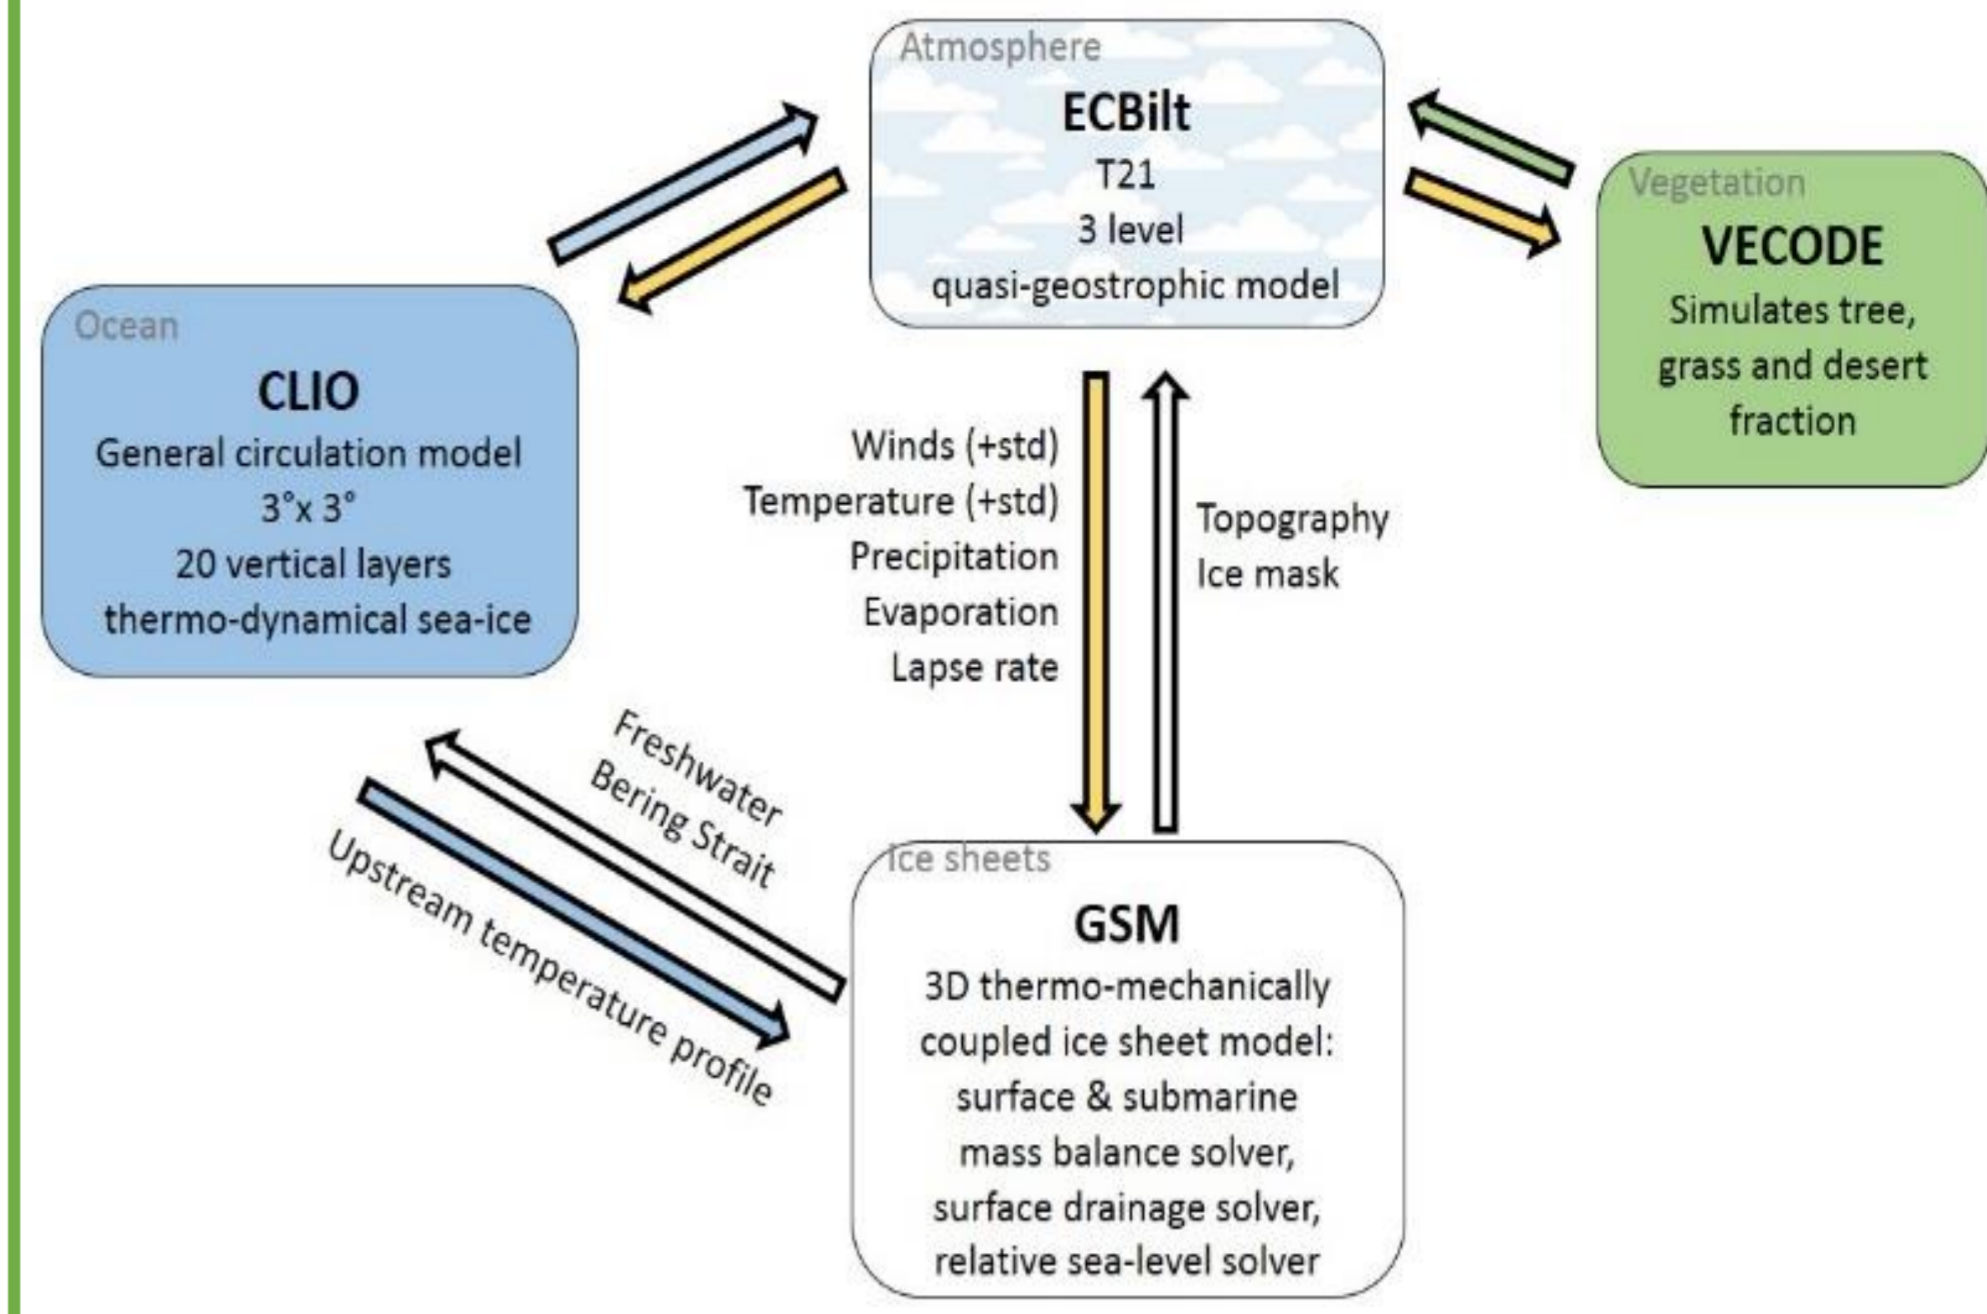 Atmosphere
ECBilt
T21
3 level
quasi-geostrophic model
Vegetation
VECODE
Simulates tree,
grass and desert
fraction
Ocean
CLIO
General circulation model
3°x 3°
20 vertical layers
thermo-dynamical sea-ice
Winds (+std)
Temperature (+std)
Precipitation
Evaporation
Lapse rate
Topography
Ice mask
Freshwater
Bering Strait
Upstream temperature profile
Ice sheets
GSM
3D thermo-mechanically
coupled ice sheet model:
surface & submarine
mass balance solver,
surface drainage solver,
relative sea-level solver